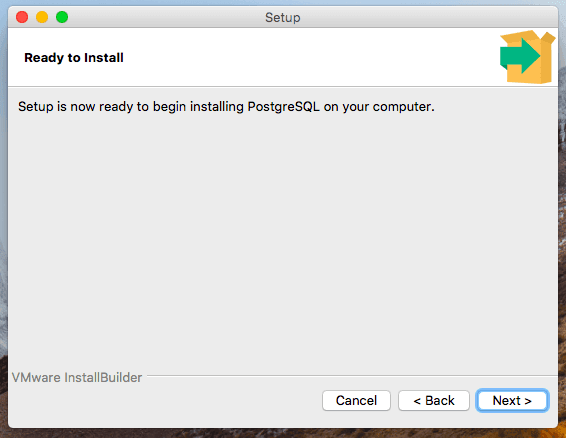 Setup
Ready to Install
Setup is now ready to begin installing PostgreSQL on your computer.
VMware InstallBuilder
Cancel
< Back
Next >